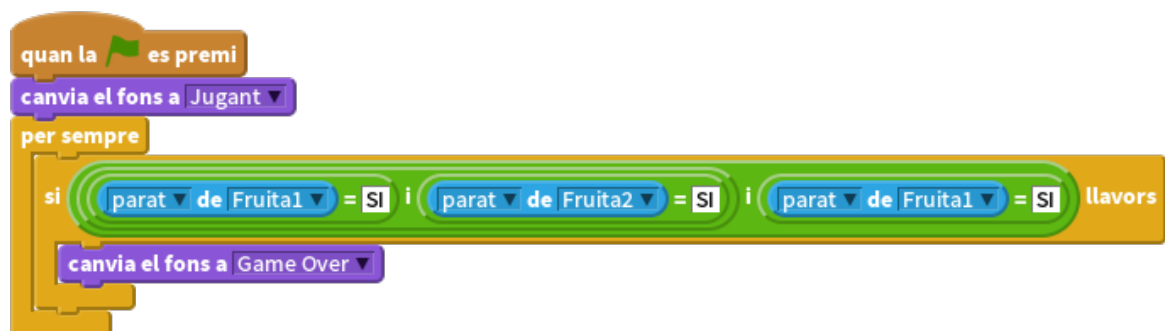 quan la es premi
canvia el fons a Jugant
per sempre
si parat de Fruita1 = SI i parat de Fruita2 = SI i parat de Fruita1 = SI llavors
canvia el fons a Game Over